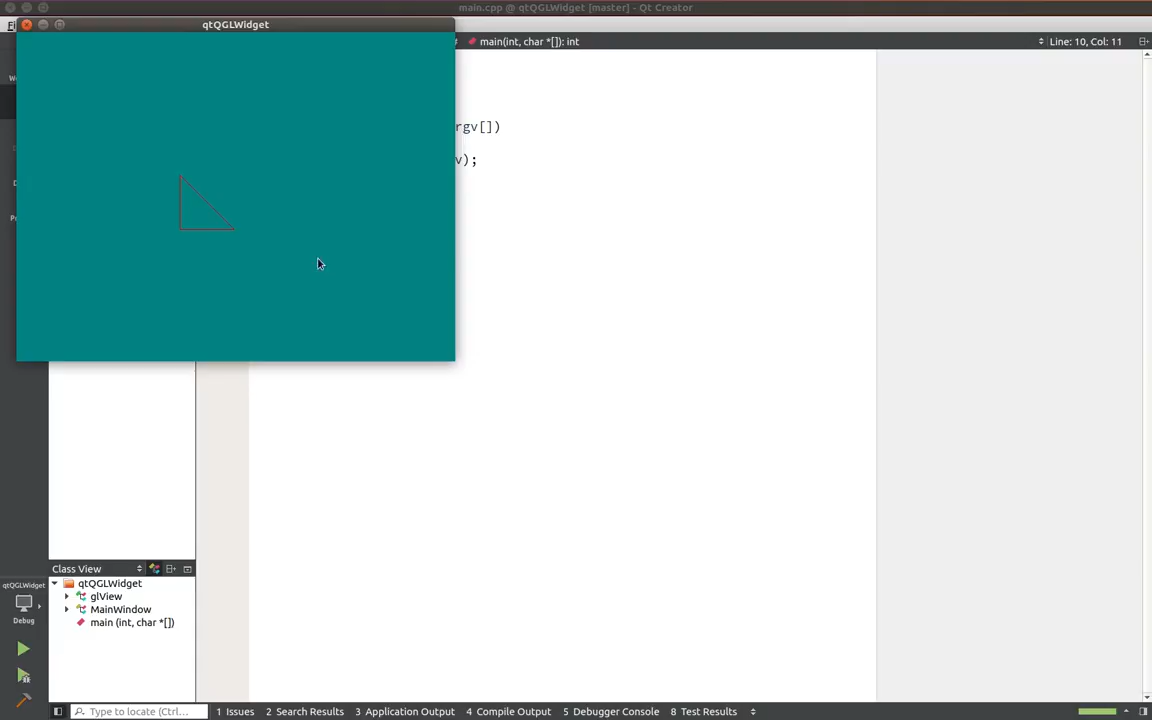 main.cpp @ qtQGLWidget [master] - Qt Creator
qtQGLWidget
main(int, char *[]): int
Line: 10, Col: 11
rgv[])
v);
Class View
qtQGLWidget
glView
MainWindow
main (int, char *[])
qtQGLWidget
Debug
Type to locate (Ctrl...
1 Issues
2 Search Results
3 Application Output
4 Compile Output
5 Debugger Console
8 Test Results